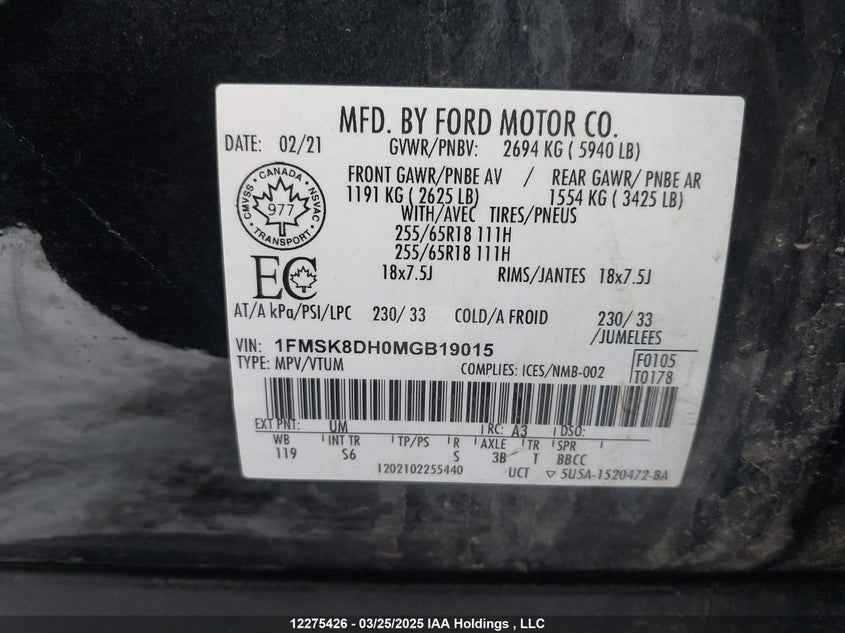 MFD. BY FORD MOTOR CO.
DATE: 02/21
GVWR/PNBV: 2694 KG ( 5940 LB)
FRONT GAWR/PNBE AV / REAR GAWR/ PNBE AR
1191 KG ( 2625 LB) 1554 KG ( 3425 LB)
CMVSS • CANADA • NSVAC
977
TRANSPORT
WITH/AVEC TIRES/PNEUS
255/65R18 111H
255/65R18 111H
EC
18x7.5J RIMS/JANTES 18x7.5J
AT/A kPa/PSI/LPC 230/ 33 COLD/A FROID 230/ 33
/JUMELEES
VIN: 1FMSK8DH0MGB19015
TYPE: MPV/VTUM COMPLIES: ICES/NMB-002
F0105
T0178
EXT PNT: UM RC: A3 DSO:
WB INT TR TP/PS R AXLE TR SPR
119 S6 S 3B T BBCC
1202102255440 UCT ▽ 5U5A-1520472-BA
12275426 - 03/25/2025 IAA Holdings , LLC